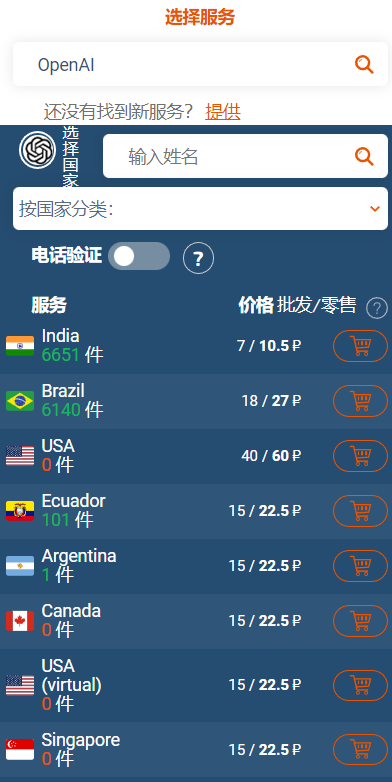 选择服务
OpenAI
还没有找到新服务？ 提供
选择国家
输入姓名
按国家分类：
电话验证 ?
服务 价格 批发/零售 ?
India
6651 件
7 / 10.5 ₽
Brazil
6140 件
18 / 27 ₽
USA
0 件
40 / 60 ₽
Ecuador
101 件
15 / 22.5 ₽
Argentina
1 件
15 / 22.5 ₽
Canada
0 件
15 / 22.5 ₽
USA
(virtual)
0 件
15 / 22.5 ₽
Singapore
0 件
15 / 22.5 ₽